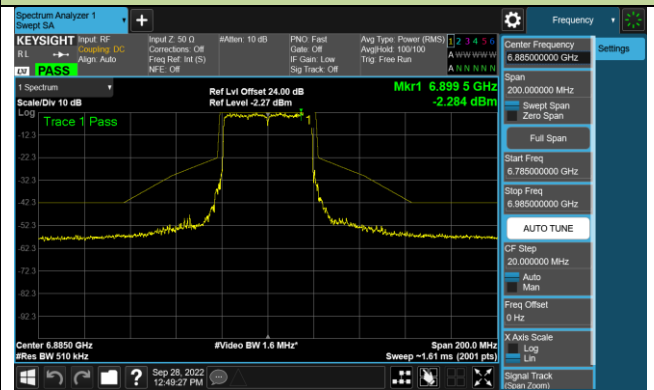 Spectrum Analyzer 1
Swept SA
+
Frequency
KEYSIGHT
RL
LXI
PASS
Input: RF
Coupling: DC
Align: Auto
Input Z: 50 Ω
Corrections: Off
Freq Ref: Int (S)
NFE: Off
#Atten: 10 dB
PNO: Fast
Gate: Off
IF Gain: Low
Sig Track: Off
Avg Type: Power (RMS)
Avg|Hold: 100/100
Trig: Free Run
1 2 3 4 5 6
A W W W W W
A N N N N N
Center Frequency
6.885000000 GHz
Settings
Span
200.000000 MHz
Swept Span
Zero Span
Full Span
Start Freq
6.785000000 GHz
Stop Freq
6.985000000 GHz
AUTO TUNE
CF Step
20.000000 MHz
Auto
Man
Freq Offset
0 Hz
X Axis Scale
Log
Lin
Signal Track
(Span Zoom)
1 Spectrum
Scale/Div 10 dB
Ref Lvl Offset 24.00 dB
Ref Level -2.27 dBm
Mkr1 6.899 5 GHz
-2.284 dBm
Log
Trace 1 Pass
1
-12.3
-22.3
-32.3
-42.3
-52.3
-62.3
-72.3
-82.3
-92.3
Center 6.8850 GHz
#Res BW 510 kHz
#Video BW 1.6 MHz*
Span 200.0 MHz
Sweep ~1.61 ms (2001 pts)
?
Sep 28, 2022
12:49:27 PM